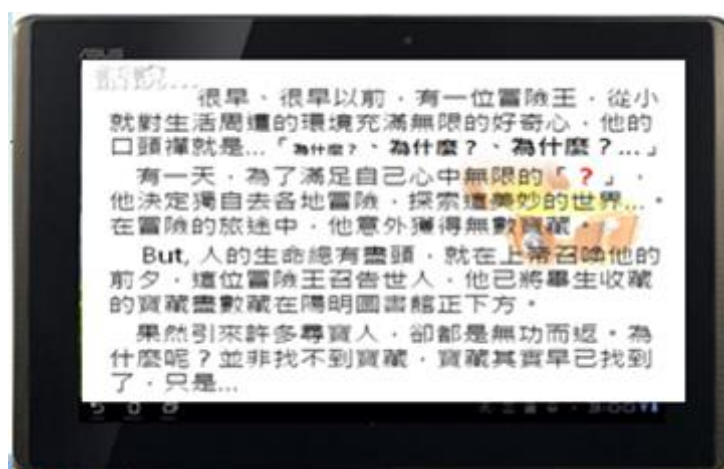 ASUS
話說…
很早、很早以前，有一位冒險王，從小
就對生活周遭的環境充滿無限的好奇心，他的
口頭禪就是…「為什麼？、為什麼？、為什麼？…」
有一天，為了滿足自己心中無限的「？」，
他決定獨自去各地冒險，探索這美妙的世界…。
在冒險的旅途中，他意外獲得無數寶藏。
But, 人的生命總有盡頭，就在上帝召喚他的
前夕，這位冒險王召告世人，他已將畢生收藏
的寶藏盡數藏在陽明圖書館正下方。
果然引來許多尋寶人，卻都是無功而返。為
什麼呢？並非找不到寶藏，寶藏其實早已找到
了，只是…